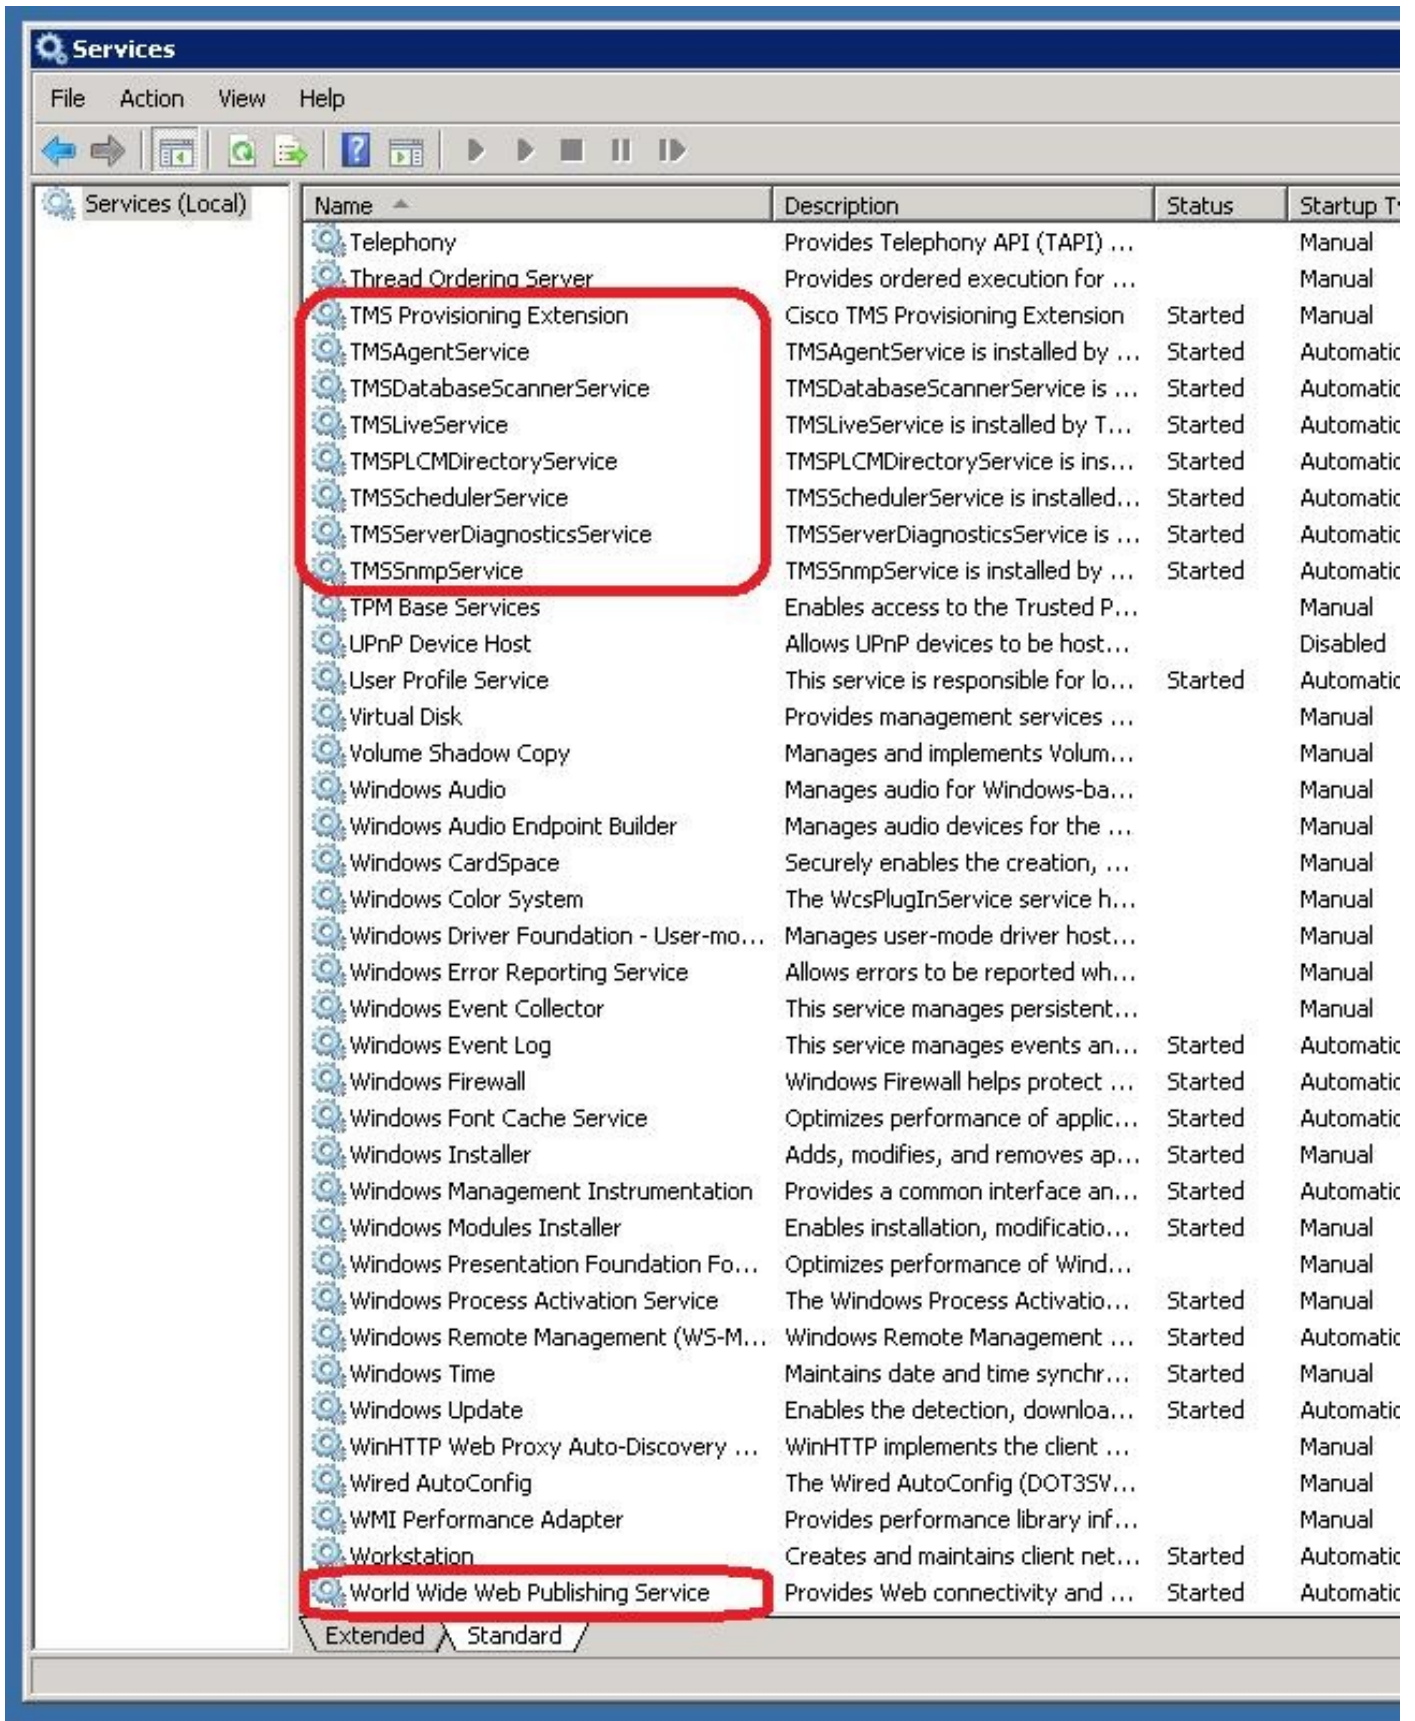 Services
File Action View Help
Services (Local)
Name Description Status Startup T
Telephony Provides Telephony API (TAPI) ... Manual
Thread Ordering Server Provides ordered execution for ... Manual
TMS Provisioning Extension Cisco TMS Provisioning Extension Started Manual
TMSAgentService TMSAgentService is installed by ... Started Automatic
TMSDatabaseScannerService TMSDatabaseScannerService is ... Started Automatic
TMSLiveService TMSLiveService is installed by T... Started Automatic
TMSPLCMDirectoryService TMSPLCMDirectoryService is ins... Started Automatic
TMSSchedulerService TMSSchedulerService is installed... Started Automatic
TMSServerDiagnosticsService TMSServerDiagnosticsService is ... Started Automatic
TMSSnmpService TMSSnmpService is installed by ... Started Automatic
TPM Base Services Enables access to the Trusted P... Manual
UPnP Device Host Allows UPnP devices to be host... Disabled
User Profile Service This service is responsible for lo... Started Automatic
Virtual Disk Provides management services ... Manual
Volume Shadow Copy Manages and implements Volum... Manual
Windows Audio Manages audio for Windows-ba... Manual
Windows Audio Endpoint Builder Manages audio devices for the ... Manual
Windows CardSpace Securely enables the creation, ... Manual
Windows Color System The WcsPlugInService service h... Manual
Windows Driver Foundation - User-mo... Manages user-mode driver host... Manual
Windows Error Reporting Service Allows errors to be reported wh... Manual
Windows Event Collector This service manages persistent... Manual
Windows Event Log This service manages events an... Started Automatic
Windows Firewall Windows Firewall helps protect ... Started Automatic
Windows Font Cache Service Optimizes performance of applic... Started Automatic
Windows Installer Adds, modifies, and removes ap... Started Manual
Windows Management Instrumentation Provides a common interface an... Started Automatic
Windows Modules Installer Enables installation, modificatio... Started Manual
Windows Presentation Foundation Fo... Optimizes performance of Wind... Manual
Windows Process Activation Service The Windows Process Activatio... Started Manual
Windows Remote Management (WS-M... Windows Remote Management ... Started Automatic
Windows Time Maintains date and time synchr... Started Manual
Windows Update Enables the detection, downloa... Started Automatic
WinHTTP Web Proxy Auto-Discovery ... WinHTTP implements the client ... Manual
Wired AutoConfig The Wired AutoConfig (DOT3SV... Manual
WMI Performance Adapter Provides performance library inf... Manual
Workstation Creates and maintains client net... Started Automatic
World Wide Web Publishing Service Provides Web connectivity and ... Started Automatic
Extended Standard